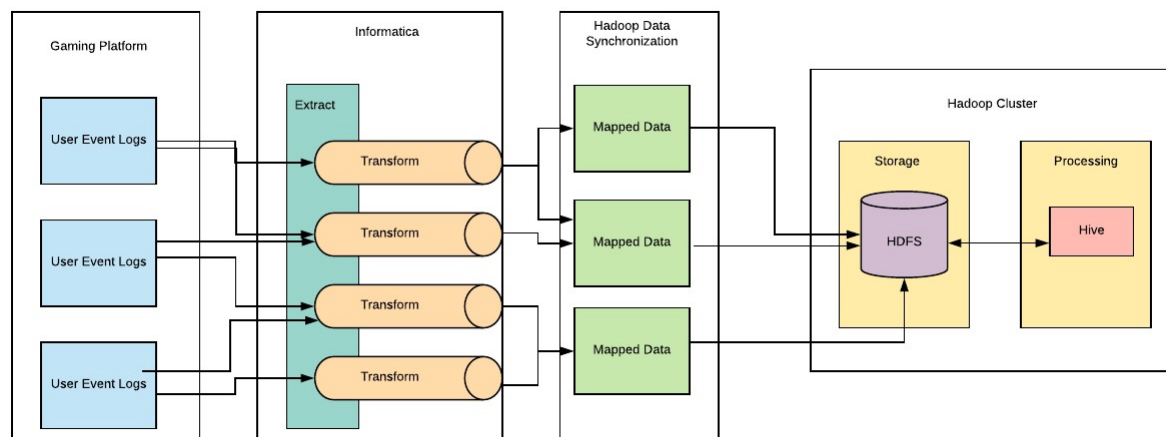 Gaming Platform
User Event Logs
User Event Logs
User Event Logs
Informatica
Extract
Transform
Transform
Transform
Transform
Hadoop Data
Synchronization
Mapped Data
Mapped Data
Mapped Data
Hadoop Cluster
Storage
HDFS
Processing
Hive